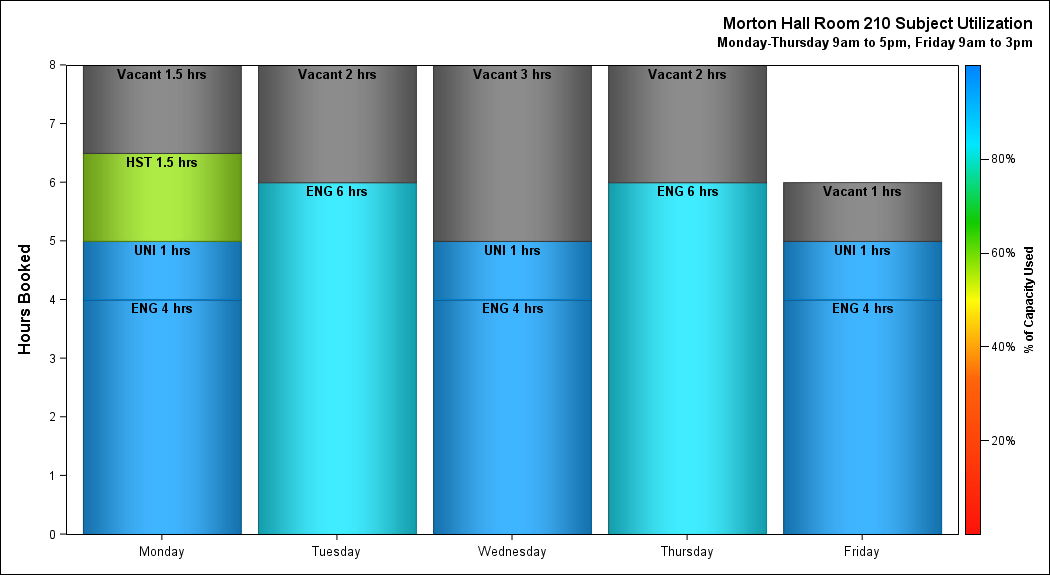 Morton Hall Room 210 Subject Utilization
Monday-Thursday 9am to 5pm, Friday 9am to 3pm
Hours Booked
8
7
6
5
4
3
2
1
0
Vacant 1.5 hrs
HST 1.5 hrs
UNI 1 hrs
ENG 4 hrs
Vacant 2 hrs
ENG 6 hrs
Vacant 3 hrs
UNI 1 hrs
ENG 4 hrs
Vacant 2 hrs
ENG 6 hrs
Vacant 1 hrs
UNI 1 hrs
ENG 4 hrs
Monday
Tuesday
Wednesday
Thursday
Friday
80%
60%
40%
20%
% of Capacity Used